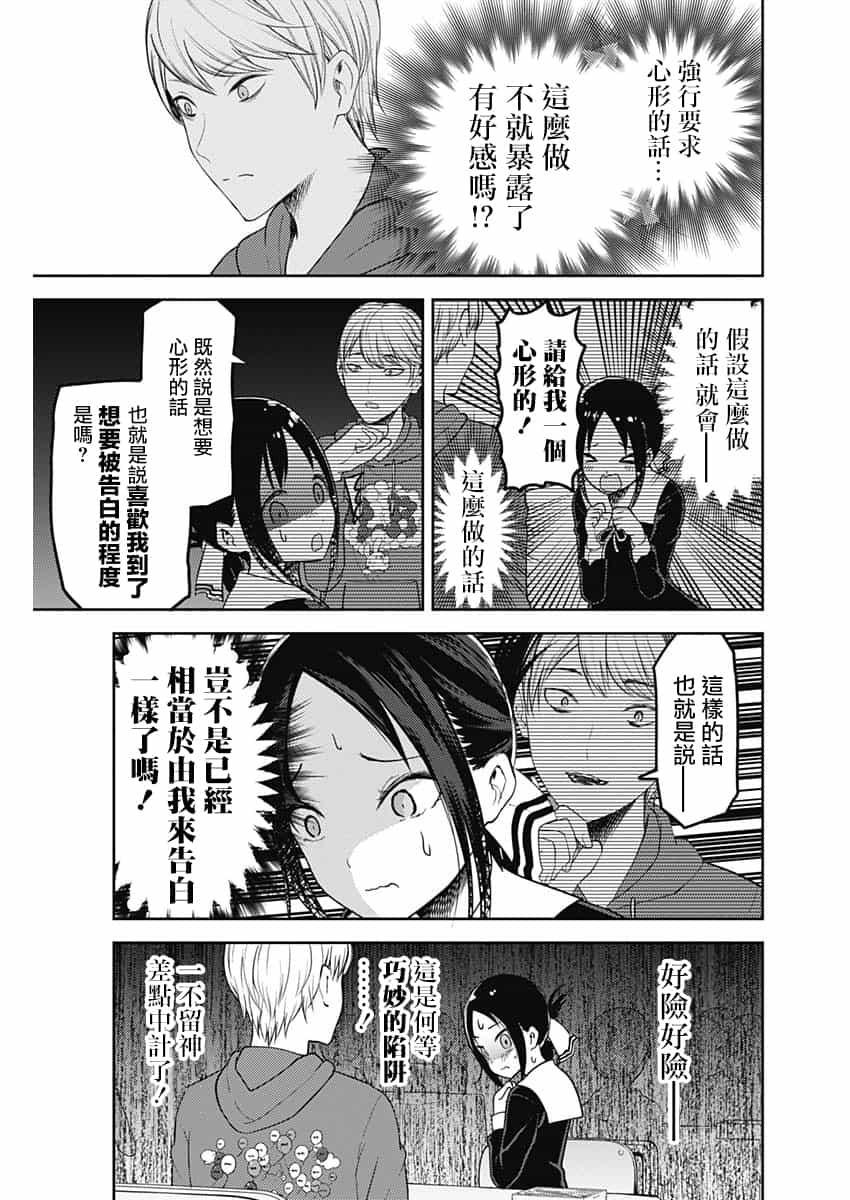 強行要求
心形的話…
這麼做
不就暴露了
有好感嗎!?
假設這麼做
的話 就會——
請給我一個
心形的！
這麼做的話
既然説是想要
心形的話
也就是説喜歡我到了
想要被告白的程度
是嗎？
這樣的話
也就是説——
豈不是已經
相當於由我來告白
一樣了嗎！
好險好險——
這是何等
巧妙的陷阱
……！
一不留神
差點中計了！